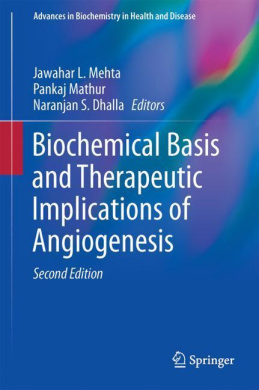 Advances in Biochemistry in Health and Disease
Jawahar L. Mehta
Pankaj Mathur
Naranjan S. Dhalla Editors
Biochemical Basis
and Therapeutic
Implications of
Angiogenesis
Second Edition
Springer